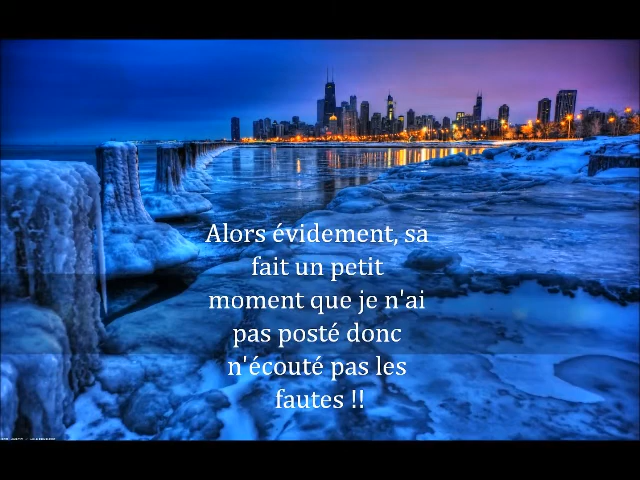 Alors évidement, sa
fait un petit
moment que je n'ai
pas posté donc
n'écouté pas les
fautes !!